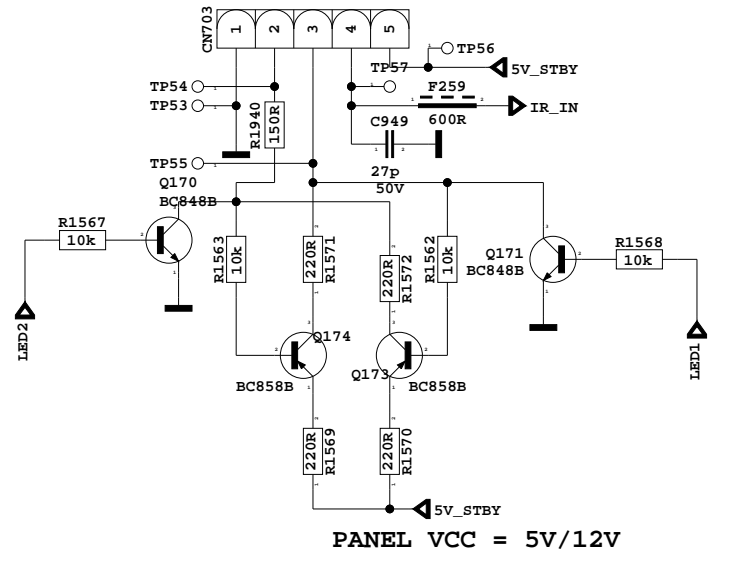 CN703
1 2 3 4 5
TP56
TP57
5V_STBY
TP54
F259
TP53
IR_IN
R1940
150R
C949
600R
TP55
27p
50V
Q170
BC848B
R1567
10k
R1563
10k
220R
R1571
220R
R1572
R1562
10k
Q171
BC848B
R1568
10k
LED2
Q174
Q173
LED1
BC858B
BC858B
220R
R1569
220R
R1570
5V_STBY
PANEL VCC = 5V/12V